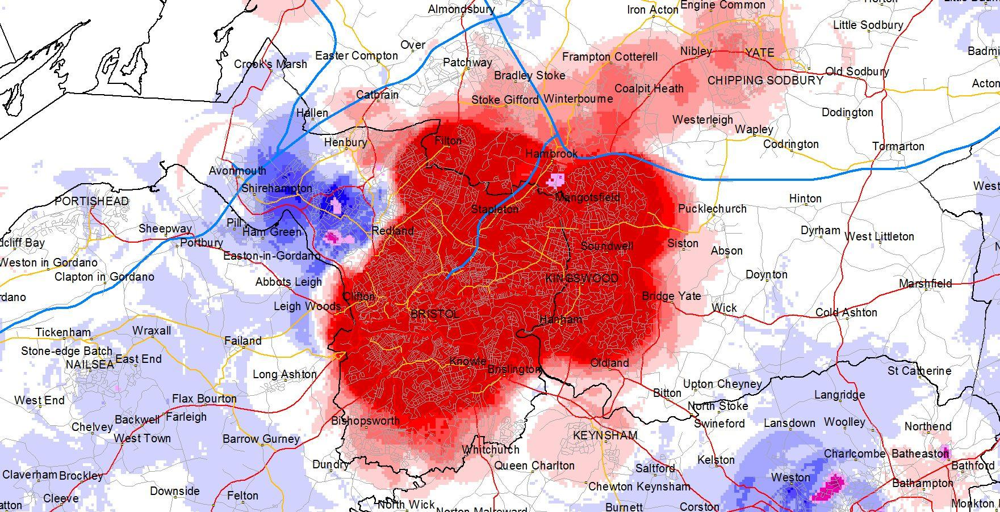 Almondsbury
Iron Acton
Engine Common
Horton
Little Sodbury
Over
Easter Compton
Crook's Marsh
Patchway
Frampton Cotterell
Nibley
YATE
Bradley Stoke
Old Sodbury
CHIPPING SODBURY
Coalpit Heath
Catbrain
Stoke Gifford
Winterbourne
Hallen
Dodington
Westerleigh
Wapley
Henbury
Filton
Codrington
Tormarton
Hambrook
Avonmouth
Shirehampton
PORTISHEAD
Mangotsfield
Hinton
Stapleton
Pucklechurch
Pill
Sheepway
Ham Green
Redland
Dyrham
West Littleton
Portbury
Siston
Soundwell
Abson
Easton-in-Gordano
Weston in Gordano
Clapton in Gordano
Abbots Leigh
KINGSWOOD
Doynton
Marshfield
Clifton
Bridge Yate
Leigh Woods
Wick
Cold Ashton
BRISTOL
Hanham
Tickenham
Wraxall
Failand
Stone-edge Batch
East End
NAILSEA
Knowle
Oldland
Brislington
Long Ashton
St Catherine
Upton Cheyney
Bitton
Langridge
West End
Flax Bourton
North Stoke
Backwell
Farleigh
Bishopsworth
Swineford
Lansdown
Woolley
Northend
Chelvey
West Town
Barrow Gurney
KEYNSHAM
Whitchurch
Charlcombe
Batheaston
Kelston
Dundry
Queen Charlton
Saltford
Bathford
Claverham
Brockley
Weston
Bathampton
Chewton Keynsham
Downside
Felton
Cleeve
North Wick
Burnett
Corston
Monkton